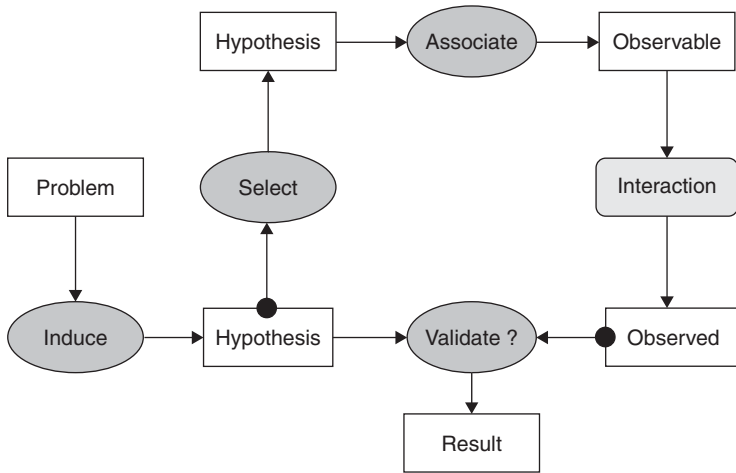 Hypothesis
Associate
Observable
Problem
Select
Interaction
Induce
Hypothesis
Validate ?
Observed
Result